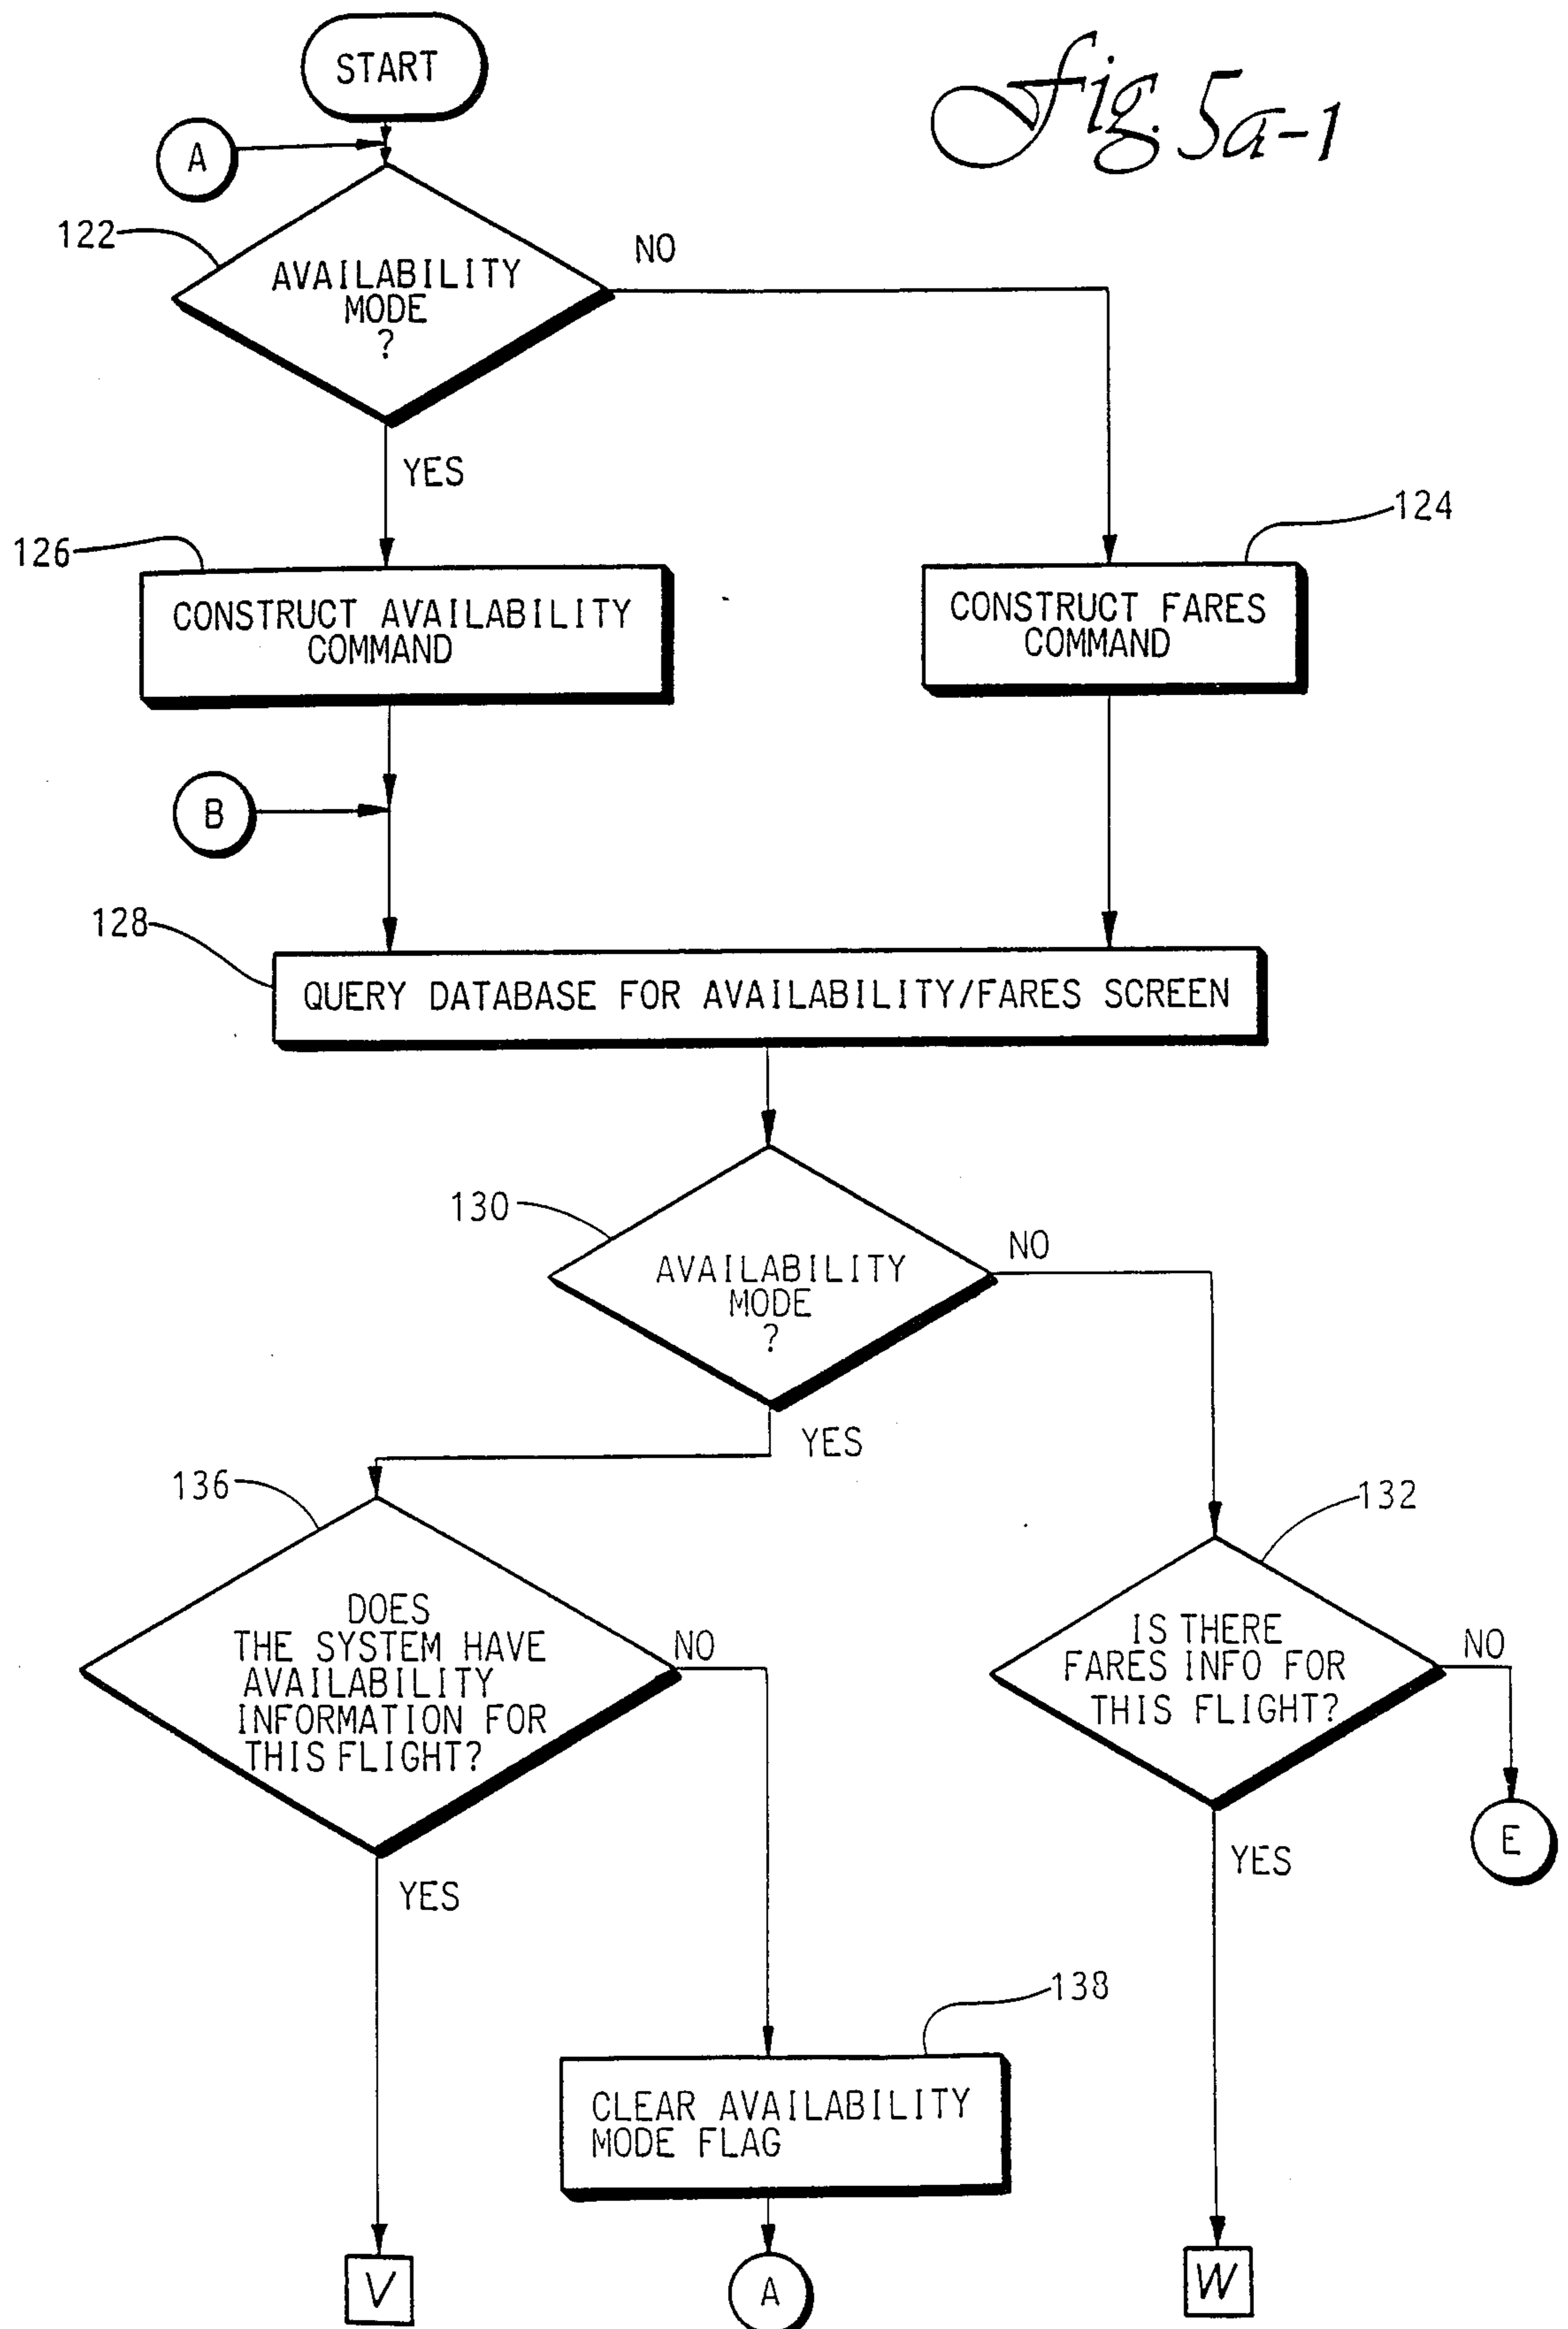 START
Fig. 5a-1
A
122
AVAILABILITY
MODE
?
NO
YES
126
124
CONSTRUCT AVAILABILITY
COMMAND
CONSTRUCT FARES
COMMAND
B
128
QUERY DATABASE FOR AVAILABILITY/FARES SCREEN
130
AVAILABILITY
MODE
?
NO
YES
136
132
DOES
THE SYSTEM HAVE
AVAILABILITY
INFORMATION FOR
THIS FLIGHT?
NO
YES
IS THERE
FARES INFO FOR
THIS FLIGHT?
NO
E
YES
138
CLEAR AVAILABILITY
MODE FLAG
V
A
W